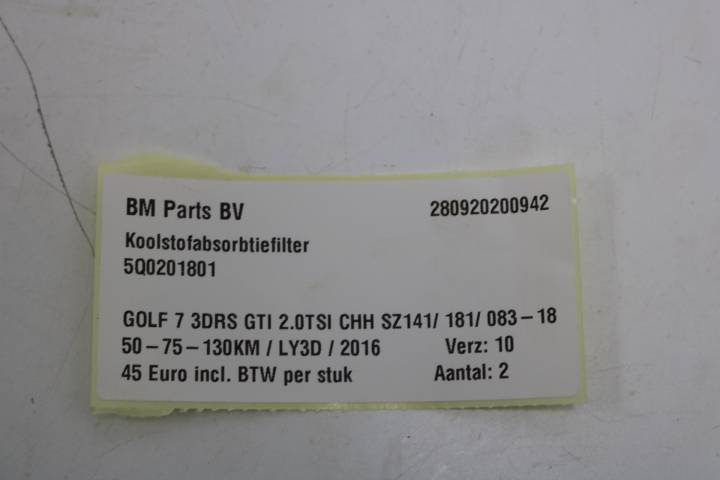 BM Parts BV 280920200942
Koolstofabsorbtiefilter
5Q0201801
GOLF 7 3DRS GTI 2.0TSI CHH SZ141/ 181/ 083-18
50-75-130KM / LY3D / 2016 Verz: 10
45 Euro incl. BTW per stuk Aantal: 2